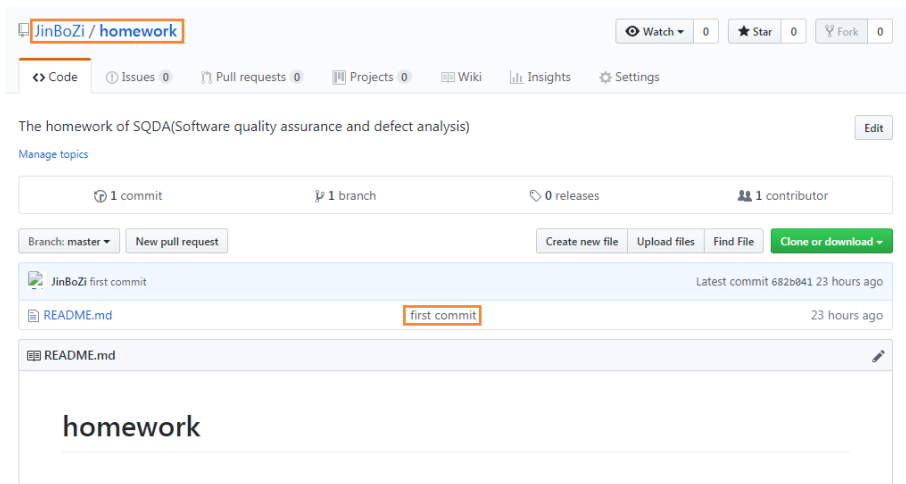 JinBoZi / homework
Watch 0 Star 0 Fork 0
Code Issues 0 Pull requests 0 Projects 0 Wiki Insights Settings
The homework of SQDA(Software quality assurance and defect analysis) Edit
Manage topics
1 commit 1 branch 0 releases 1 contributor
Branch: master New pull request Create new file Upload files Find File Clone or download
JinBoZi first commit Latest commit 682b041 23 hours ago
README.md first commit 23 hours ago
README.md
homework